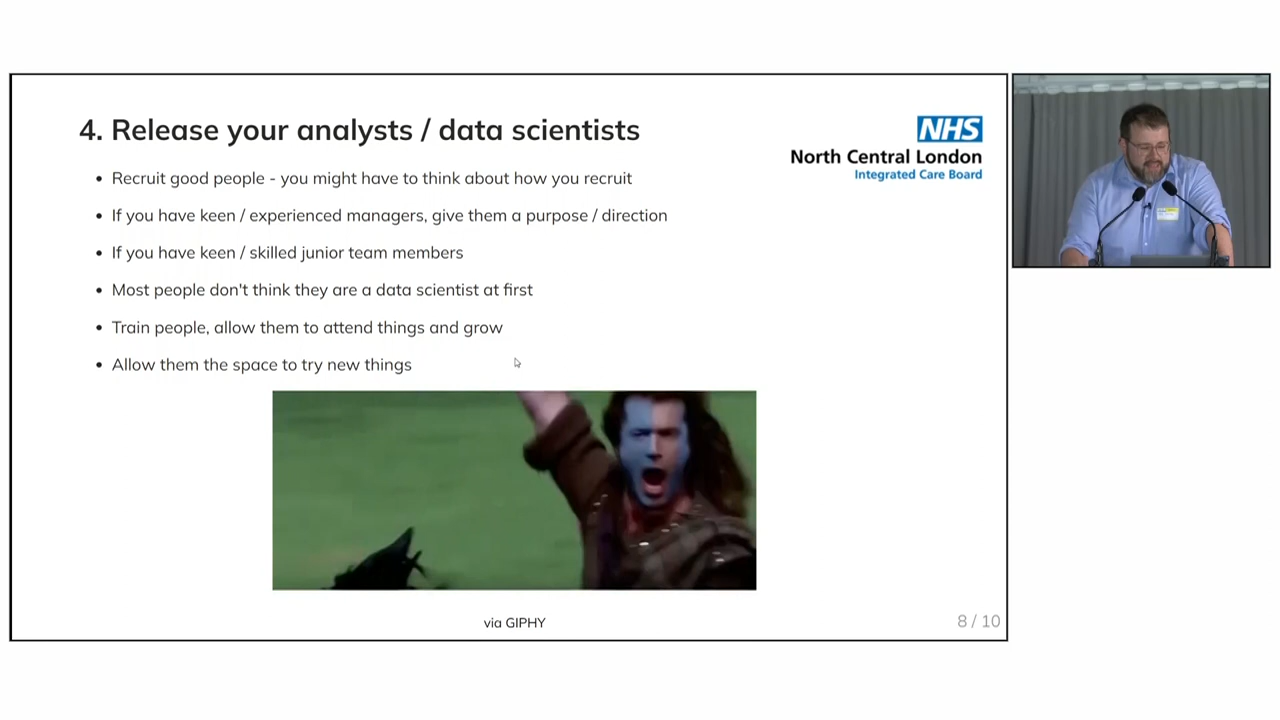 4. Release your analysts / data scientists
NHS
North Central London
Integrated Care Board
Recruit good people - you might have to think about how you recruit
If you have keen / experienced managers, give them a purpose / direction
If you have keen / skilled junior team members
Most people don't think they are a data scientist at first
Train people, allow them to attend things and grow
Allow them the space to try new things
via GIPHY
8 / 10